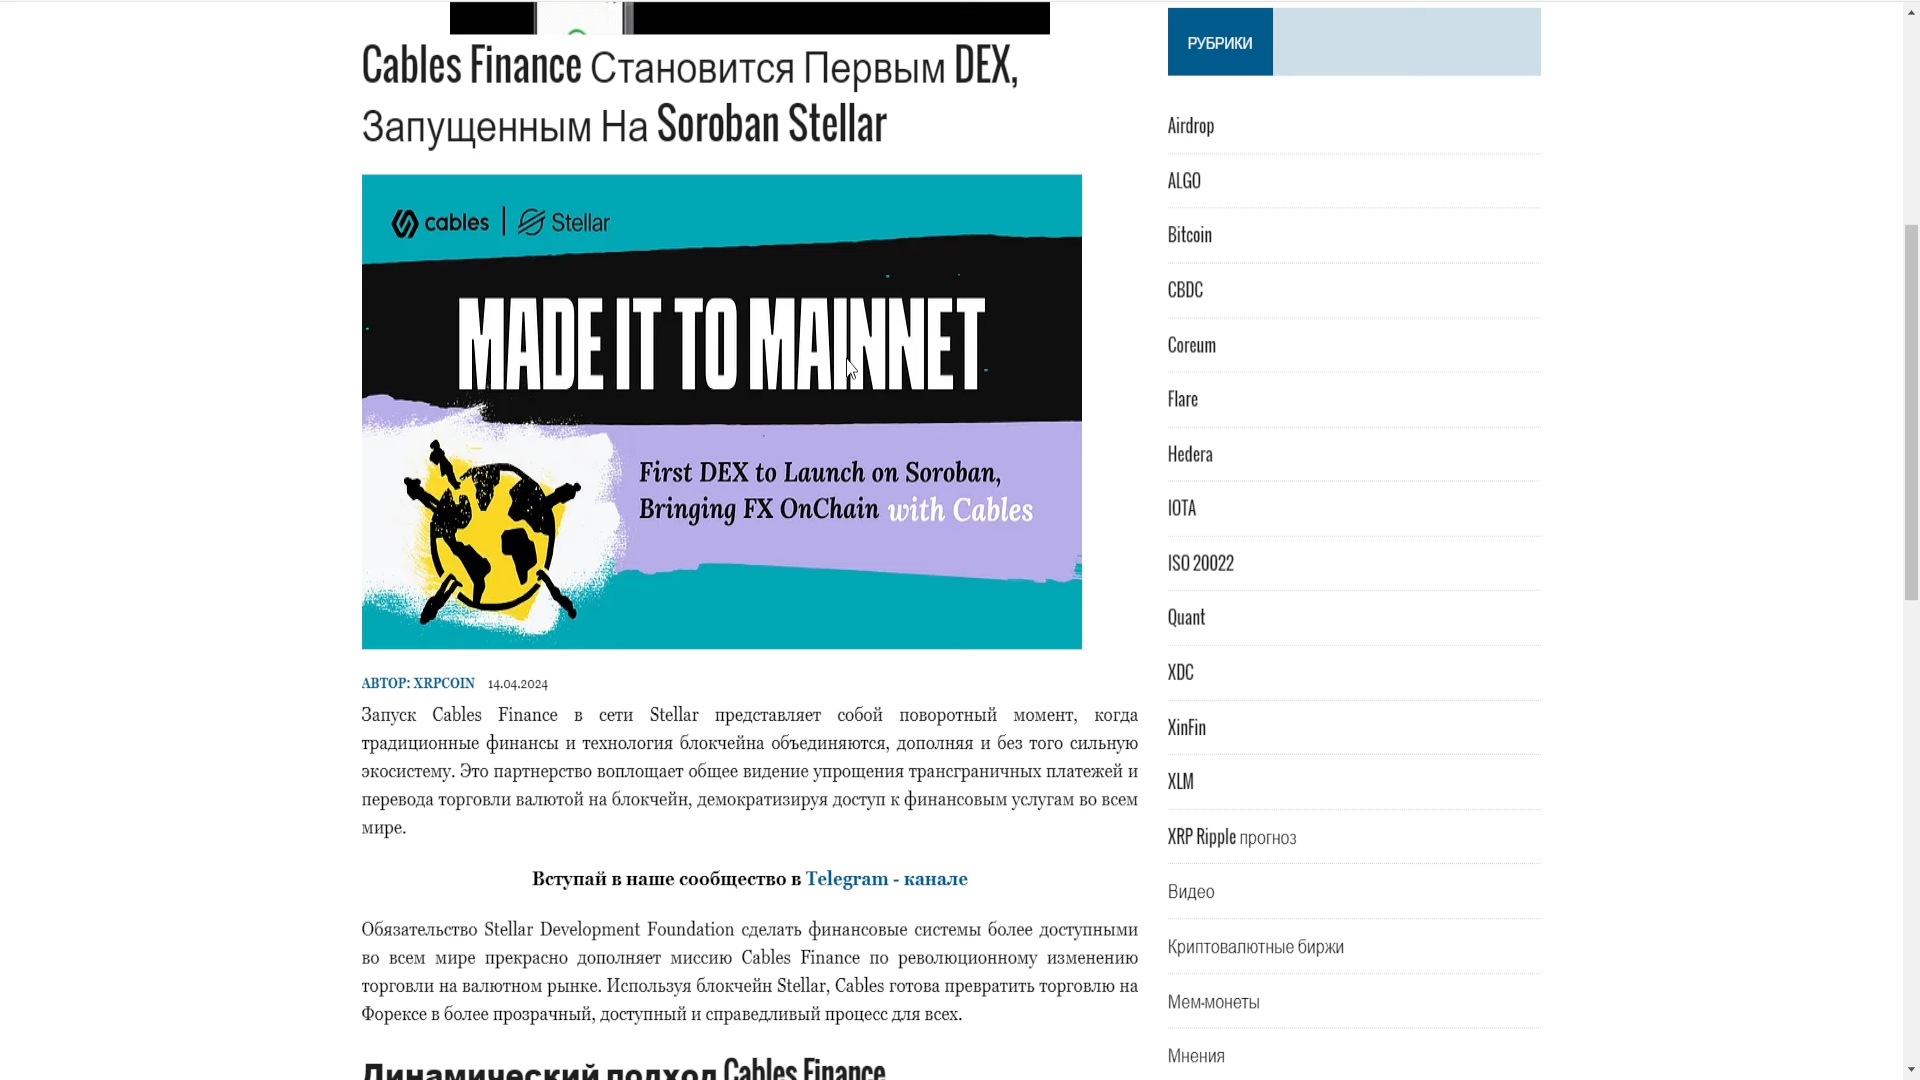 Cables Finance Становится Первым DEX,
Запущенным На Soroban Stellar
cables | Stellar
MADE IT TO MAINNET
First DEX to Launch on Soroban,
Bringing FX OnChain with Cables
АВТОР: XRPCOIN 14.04.2024
Запуск Cables Finance в сети Stellar представляет собой поворотный момент, когда
традиционные финансы и технология блокчейна объединяются, дополняя и без того сильную
экосистему. Это партнерство воплощает общее видение упрощения трансграничных платежей и
перевода торговли валютой на блокчейн, демократизируя доступ к финансовым услугам во всем
мире.
Вступай в наше сообщество в Telegram - канале
Обязательство Stellar Development Foundation сделать финансовые системы более доступными
во всем мире прекрасно дополняет миссию Cables Finance по революционному изменению
торговли на валютном рынке. Используя блокчейн Stellar, Cables готова превратить торговлю на
Форексе в более прозрачный, доступный и справедливый процесс для всех.
Динамический подход Cables Finance
РУБРИКИ
Airdrop
ALGO
Bitcoin
CBDC
Coreum
Flare
Hedera
IOTA
ISO 20022
Quant
XDC
XinFin
XLM
XRP Ripple прогноз
Видео
Криптовалютные биржи
Мем-монеты
Мнения